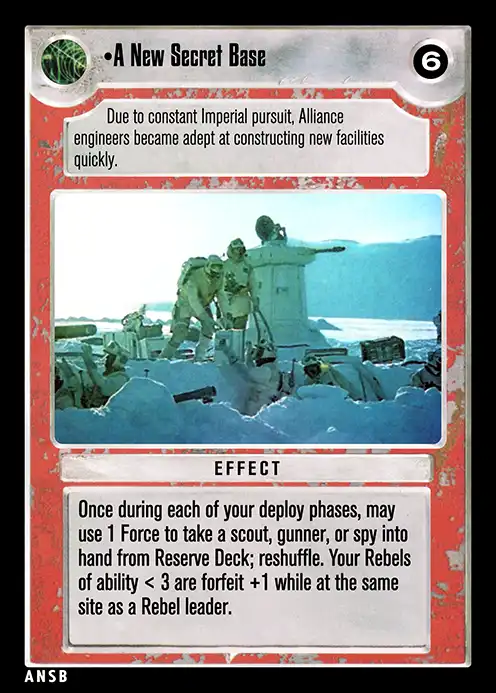 •A New Secret Base
6
Due to constant Imperial pursuit, Alliance
engineers became adept at constructing new facilities
quickly.
EFFECT
Once during each of your deploy phases, may
use 1 Force to take a scout, gunner, or spy into
hand from Reserve Deck; reshuffle. Your Rebels
of ability < 3 are forfeit +1 while at the same
site as a Rebel leader.
ANSB